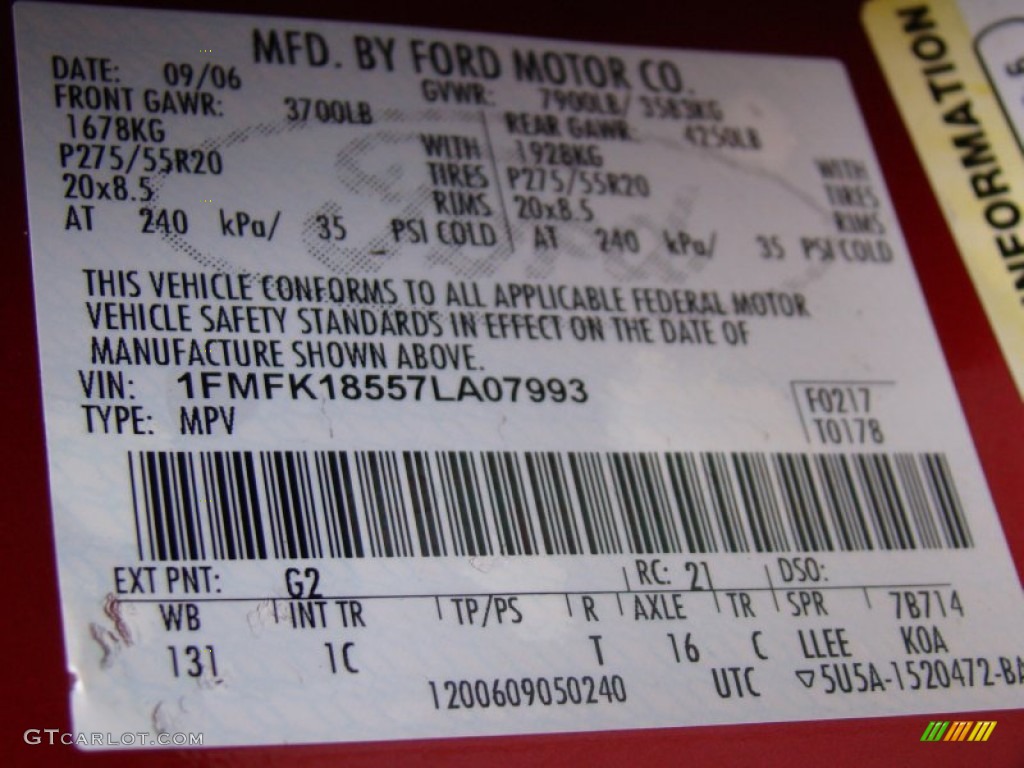 MFD. BY FORD MOTOR CO.
DATE: 09/06 GVWR: 7900LB/ 3583KG
FRONT GAWR: 3700LB REAR GAWR: 4250LB
1678KG WITH 1928KG WITH
P275/55R20 TIRES P275/55R20 TIRES
20x8.5 RIMS 20x8.5 RIMS
AT 240 kPa/ 35 PSI COLD AT 240 kPa/ 35 PSI COLD
THIS VEHICLE CONFORMS TO ALL APPLICABLE FEDERAL MOTOR
VEHICLE SAFETY STANDARDS IN EFFECT ON THE DATE OF
MANUFACTURE SHOWN ABOVE.
VIN: 1FMFK18557LA07993
TYPE: MPV
F0217
T0178
EXT PNT: G2 RC: 21 DSO:
WB INT TR TP/PS R AXLE TR SPR 7B714
131 1C T 16 C LLEE KOA
1200609050240 UTC ▽5U5A-1520472-BA
INFORMATION
GTCARLOT.COM